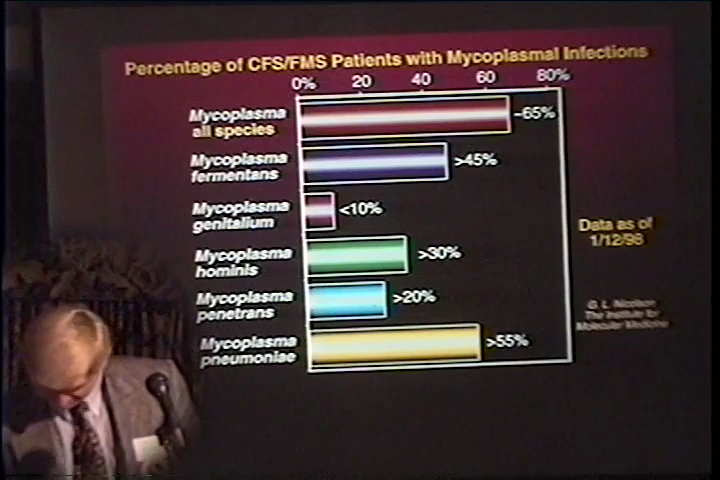 Percentage of CFS/FMS Patients with Mycoplasmal Infections
0% 20 40 60 80%
Mycoplasma
all species
~65%
Mycoplasma
fermentans
>45%
Mycoplasma
genitalium
<10%
Mycoplasma
hominis
>30%
Mycoplasma
penetrans
>20%
Mycoplasma
pneumoniae
>55%
Data as of
1/12/98
G. L. Nicolson
The Institute for
Molecular Medicine